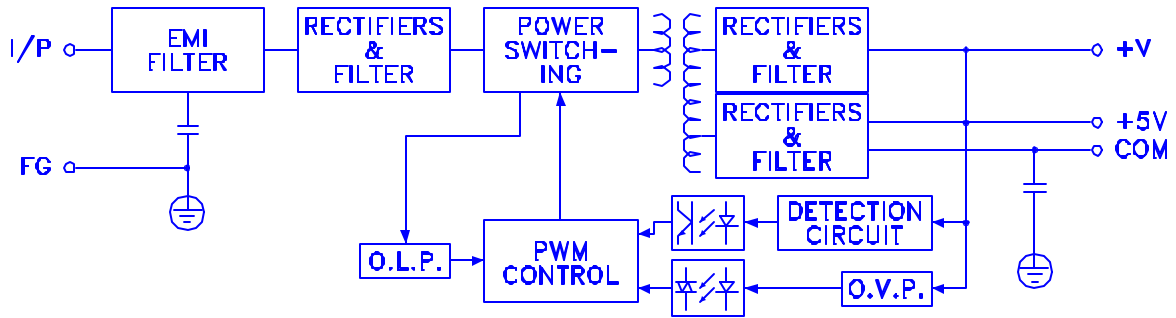 I/P
EMI
FILTER
RECTIFIERS
&
FILTER
POWER
SWITCH-
ING
RECTIFIERS
&
FILTER
+V
RECTIFIERS
&
FILTER
+5V
COM
FG
DETECTION
CIRCUIT
PWM
CONTROL
O.L.P.
O.V.P.